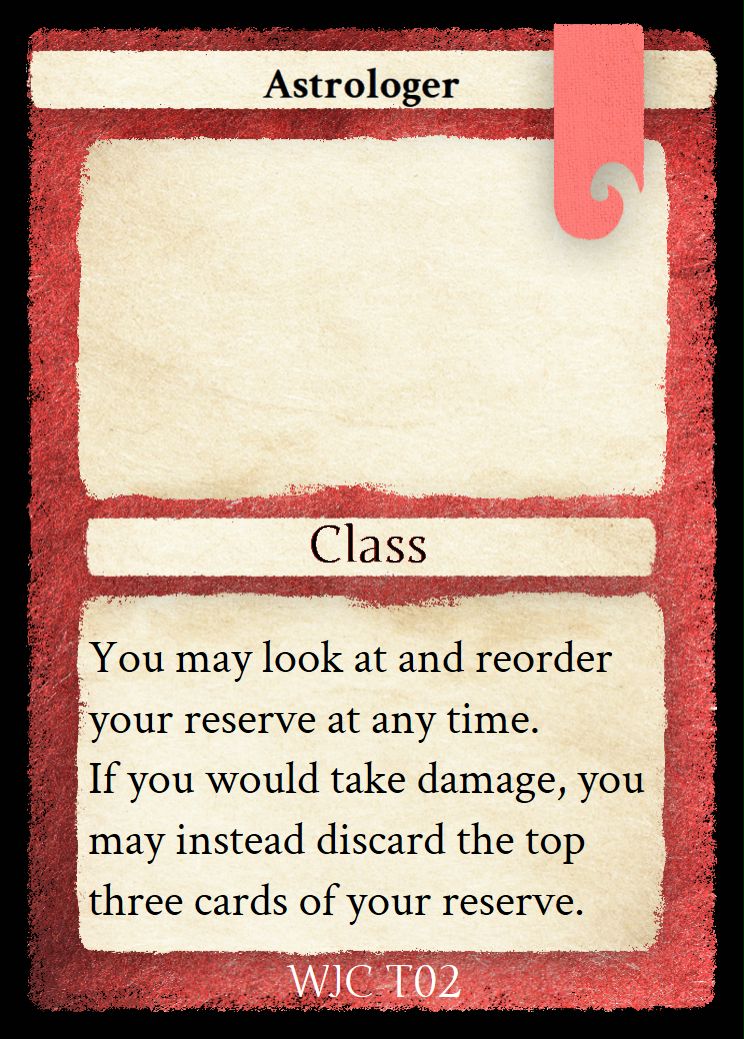 Astrologer
Class
You may look at and reorder
your reserve at any time.
If you would take damage, you
may instead discard the top
three cards of your reserve.
WJC T02